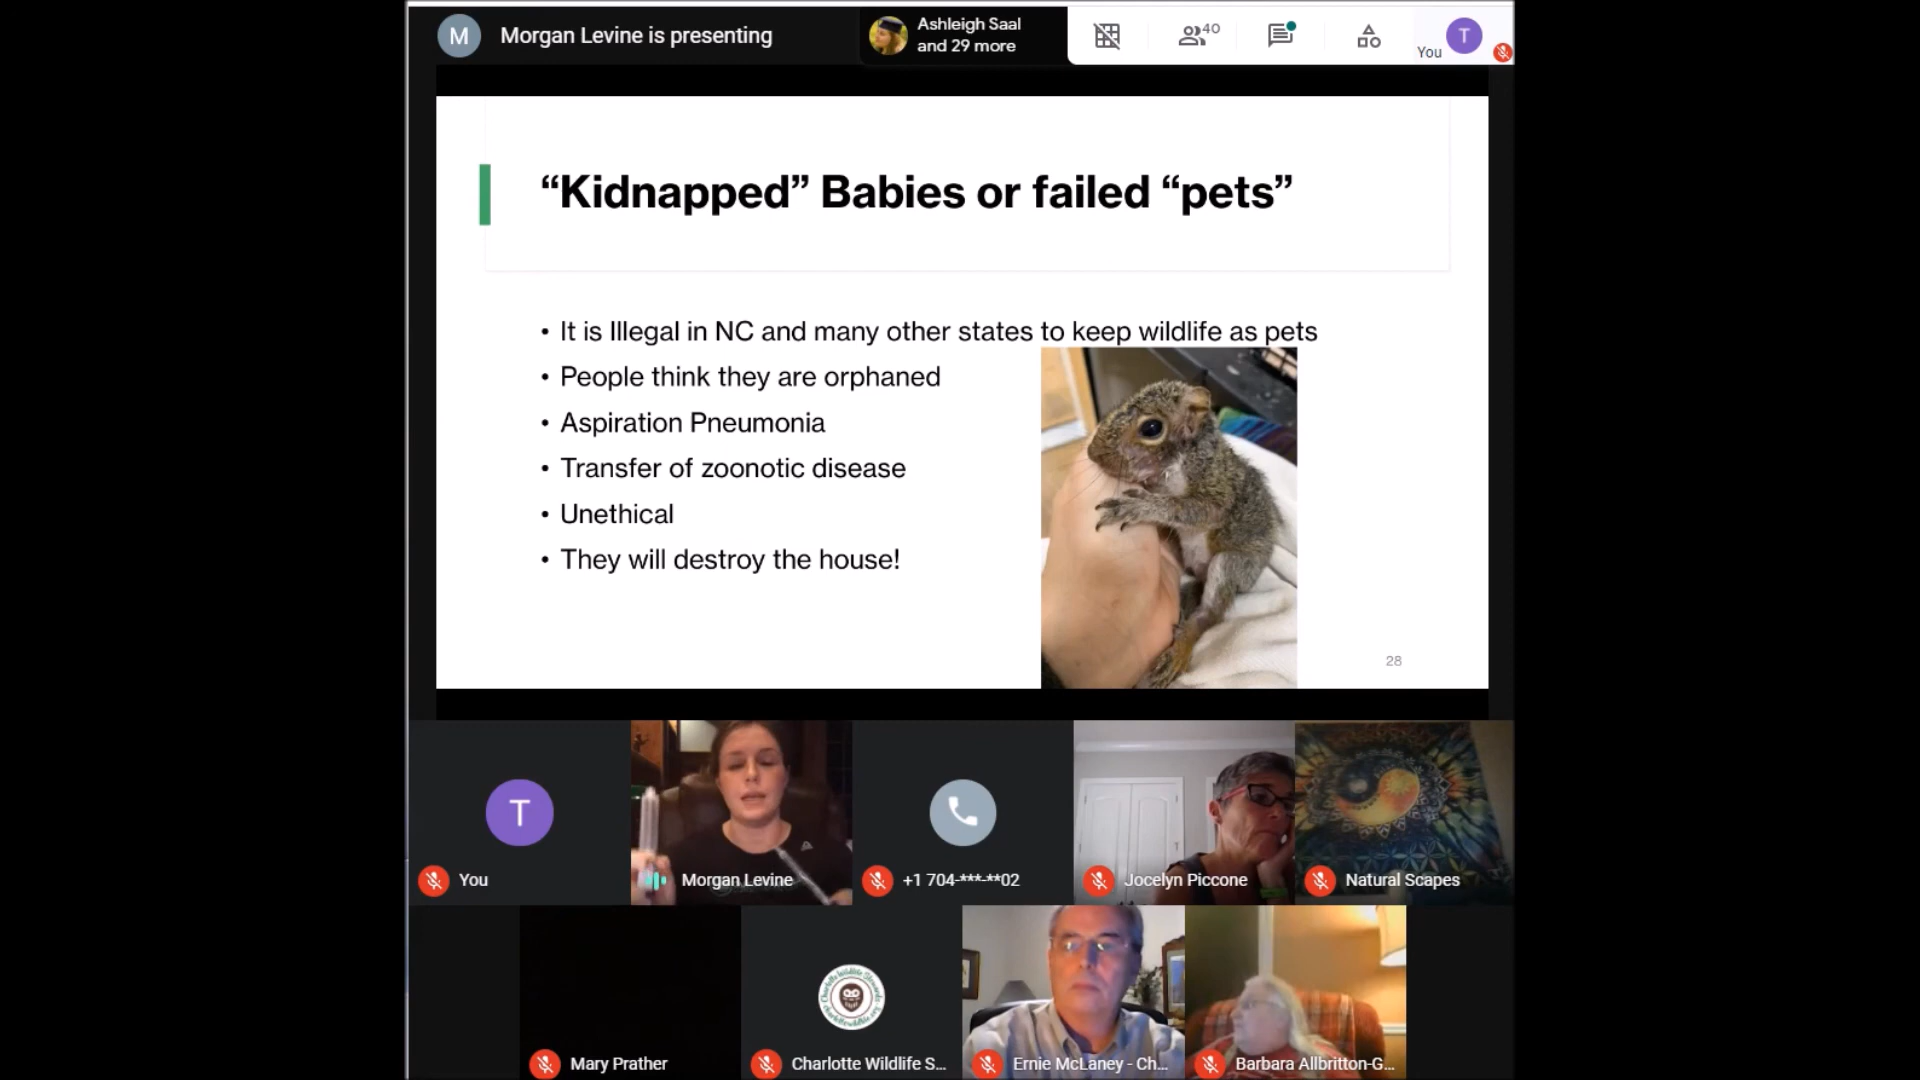 M
Morgan Levine is presenting
Ashleigh Saal
and 29 more
40
You
T
“Kidnapped” Babies or failed “pets”
• It is Illegal in NC and many other states to keep wildlife as pets
• People think they are orphaned
• Aspiration Pneumonia
• Transfer of zoonotic disease
• Unethical
• They will destroy the house!
28
T
You
Morgan Levine
+1 704-***-**02
Jocelyn Piccone
Natural Scapes
Mary Prather
Charlotte Wildlife S...
Ernie McLaney - Ch...
Barbara Allbritton-G...